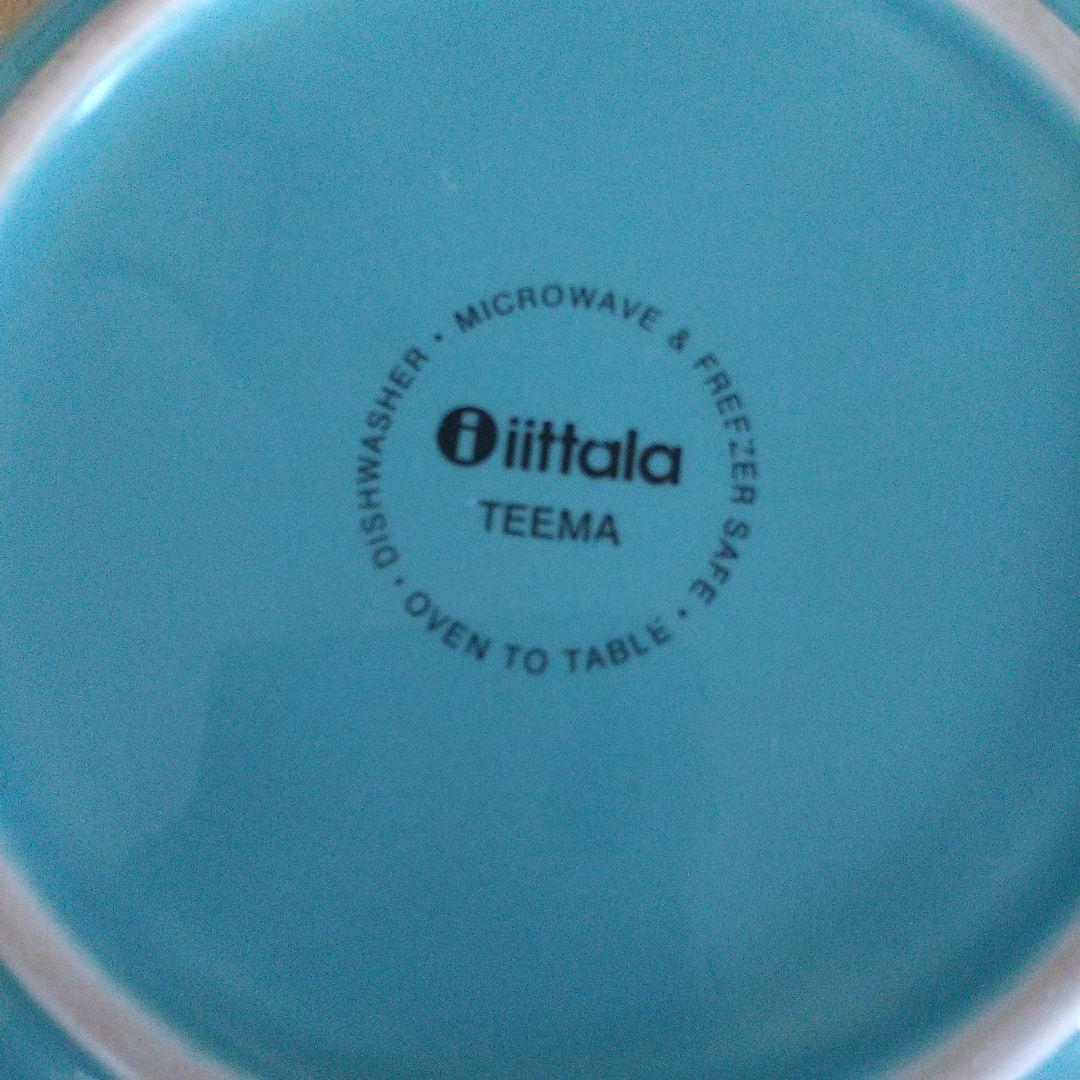 DISHWASHER • MICROWAVE & FREEZER SAFE • OVEN TO TABLE •
i iittala
TEEMA